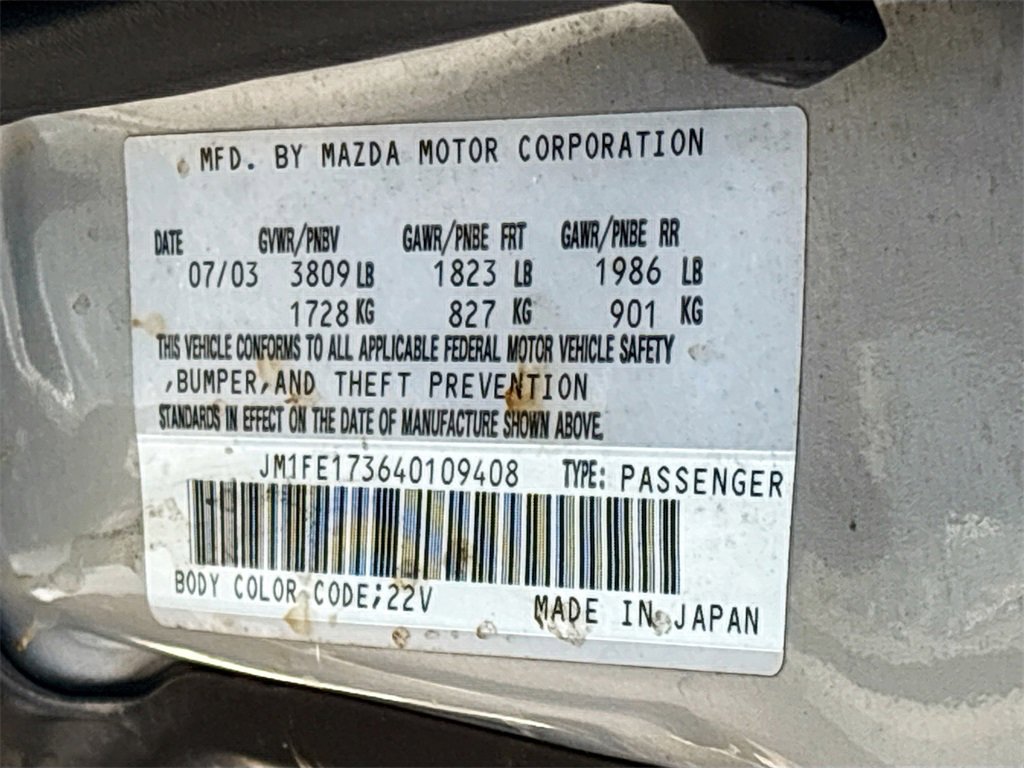 MFD. BY MAZDA MOTOR CORPORATION
DATE GVWR/PNBV GAWR/PNBE FRT GAWR/PNBE RR
07/03 3809 LB 1823 LB 1986 LB
1728 KG 827 KG 901 KG
THIS VEHICLE CONFORMS TO ALL APPLICABLE FEDERAL MOTOR VEHICLE SAFETY
,BUMPER,AND THEFT PREVENTION
STANDARDS IN EFFECT ON THE DATE OF MANUFACTURE SHOWN ABOVE.
JM1FE173640109408 TYPE: PASSENGER
BODY COLOR CODE;22V MADE IN JAPAN